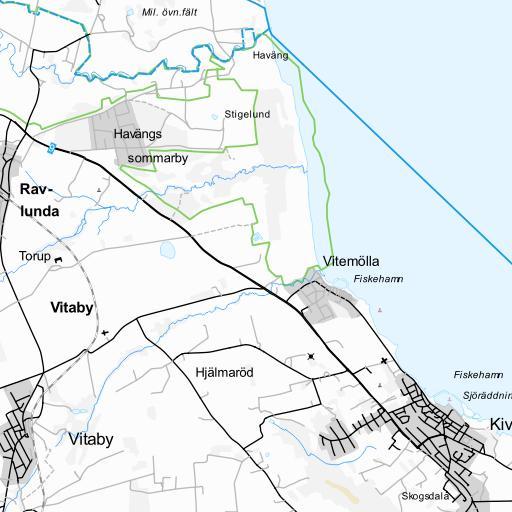 Mil. övn.fält
Haväng
Stigelund
Havängs
sommarby
Rav-
lunda
Torup
Vitemölla
Fiskehamn
Vitaby
Hjälmaröd
Fiskehamn
Sjöräddnin
Kiv
Vitaby
Skogsdala